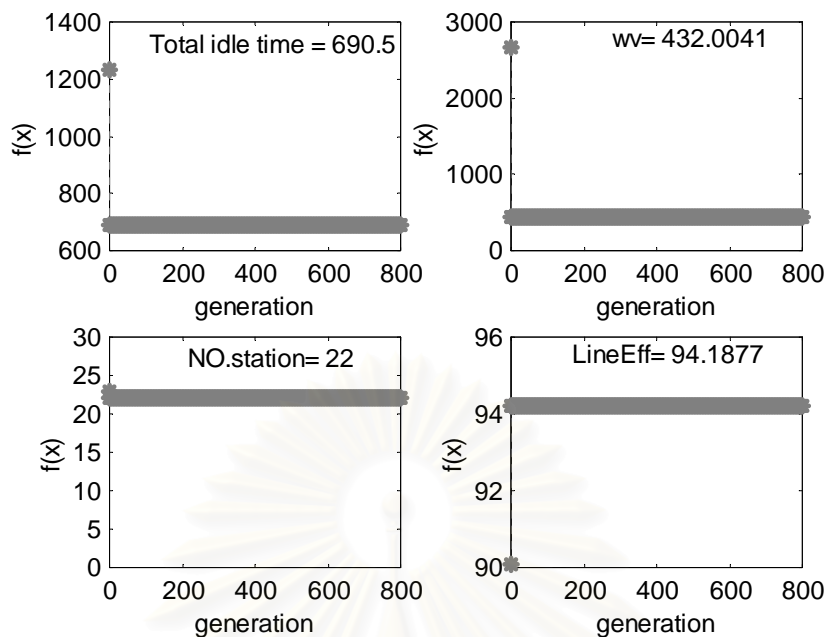 1400
1200
1000
800
600
f(x)
Total idle time = 690.5
0 200 400 600 800
generation
3000
2000
1000
0
f(x)
wv= 432.0041
0 200 400 600 800
generation
30
25
20
15
10
5
0
f(x)
NO.station= 22
0 200 400 600 800
generation
96
94
92
90
f(x)
LineEff= 94.1877
0 200 400 600 800
generation